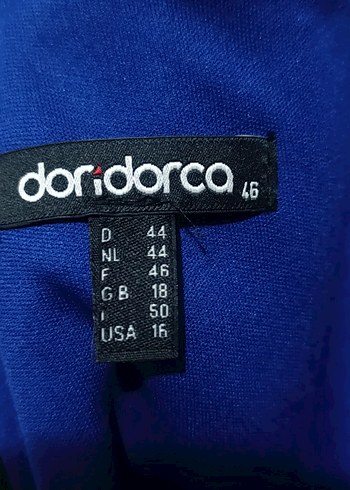 doridorca 46
D 44
NL 44
F 46
GB 18
I 50
USA 16